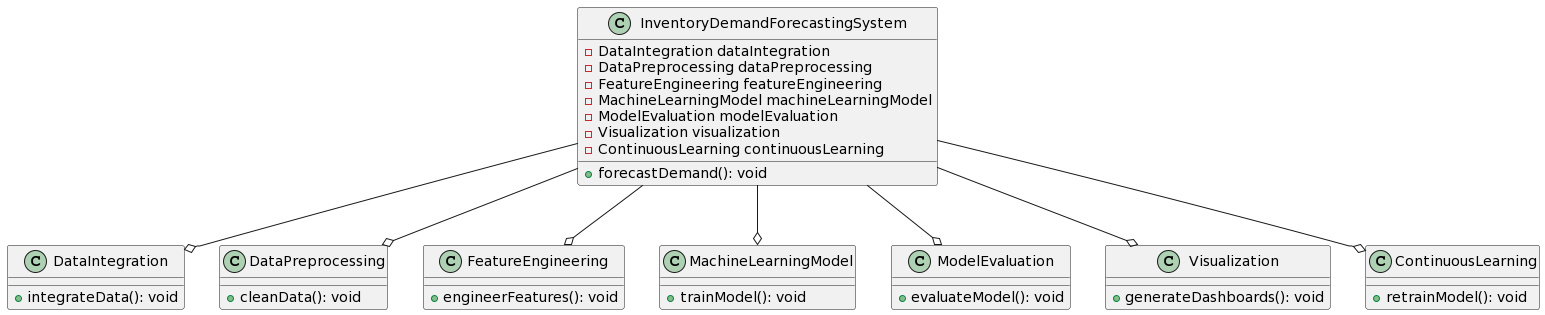 C InventoryDemandForecastingSystem
DataIntegration dataIntegration
DataPreprocessing dataPreprocessing
FeatureEngineering featureEngineering
MachineLearningModel machineLearningModel
ModelEvaluation modelEvaluation
Visualization visualization
ContinuousLearning continuousLearning
forecastDemand(): void
C DataIntegration
integrateData(): void
C DataPreprocessing
cleanData(): void
C FeatureEngineering
engineerFeatures(): void
C MachineLearningModel
trainModel(): void
C ModelEvaluation
evaluateModel(): void
C Visualization
generateDashboards(): void
C ContinuousLearning
retrainModel(): void